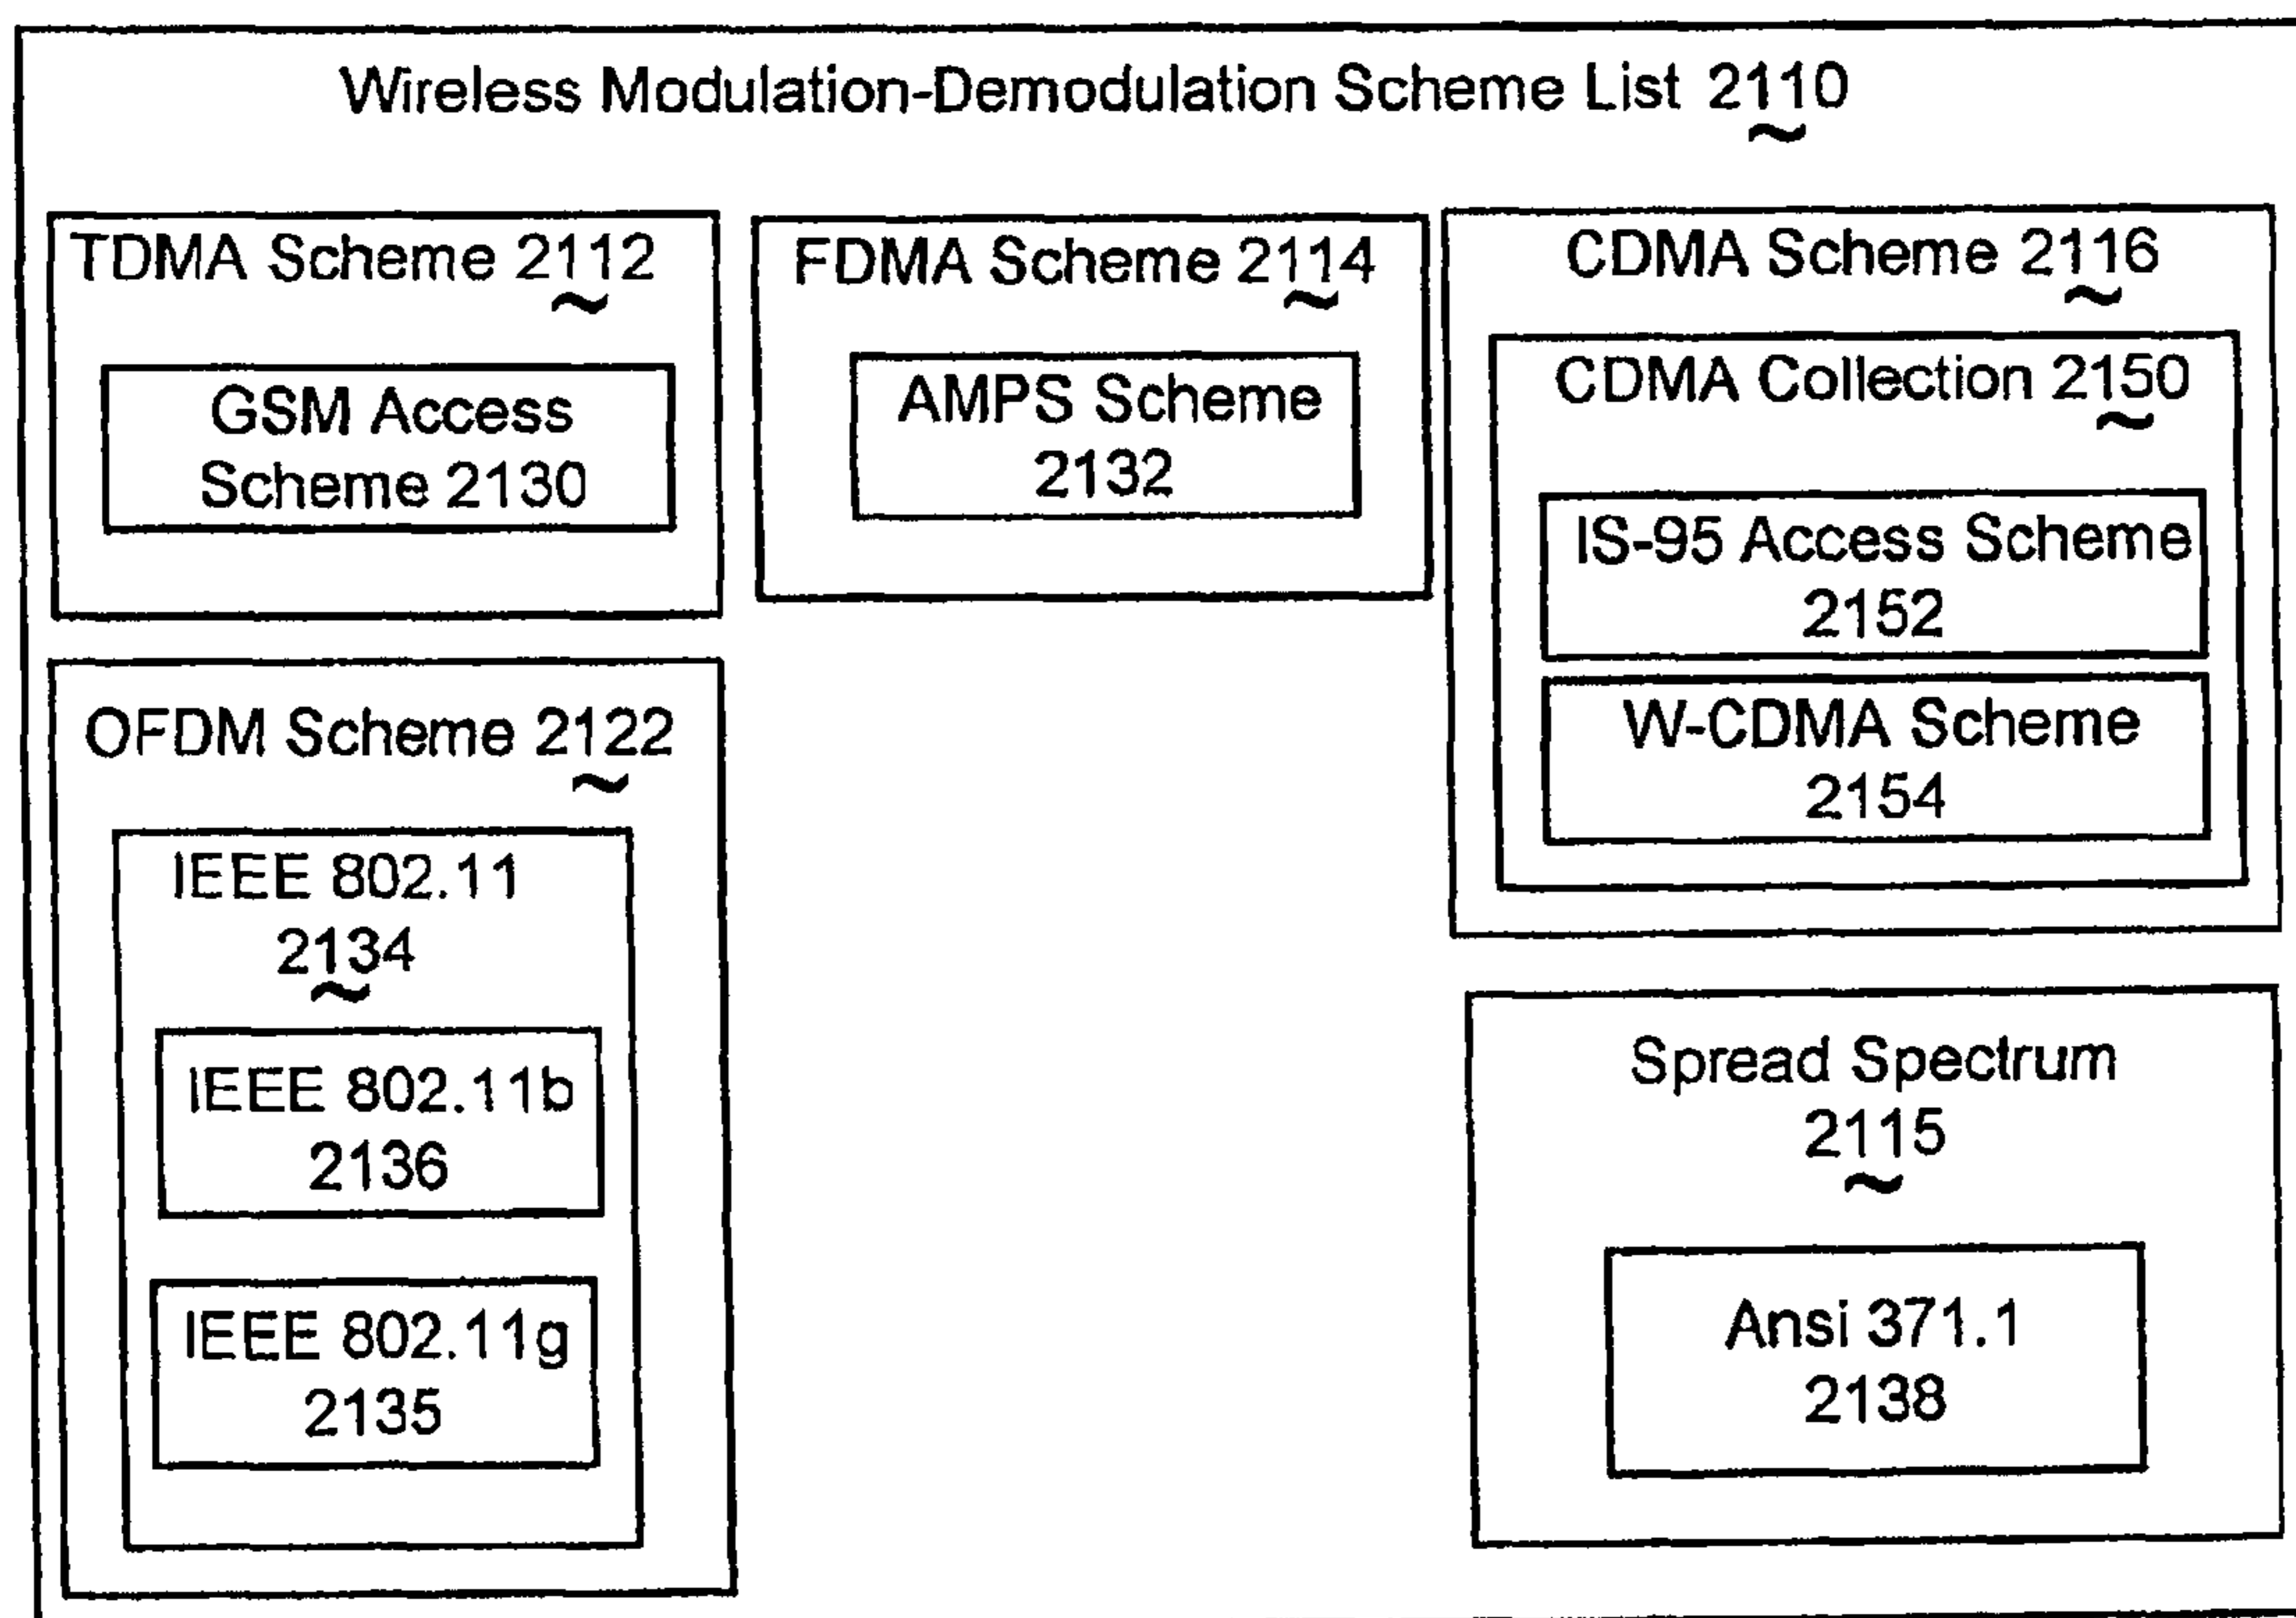 Wireless Modulation-Demodulation Scheme List 2110
TDMA Scheme 2112
GSM Access
Scheme 2130
FDMA Scheme 2114
AMPS Scheme
2132
CDMA Scheme 2116
CDMA Collection 2150
IS-95 Access Scheme
2152
W-CDMA Scheme
2154
OFDM Scheme 2122
IEEE 802.11
2134
IEEE 802.11b
2136
IEEE 802.11g
2135
Spread Spectrum
2115
Ansi 371.1
2138